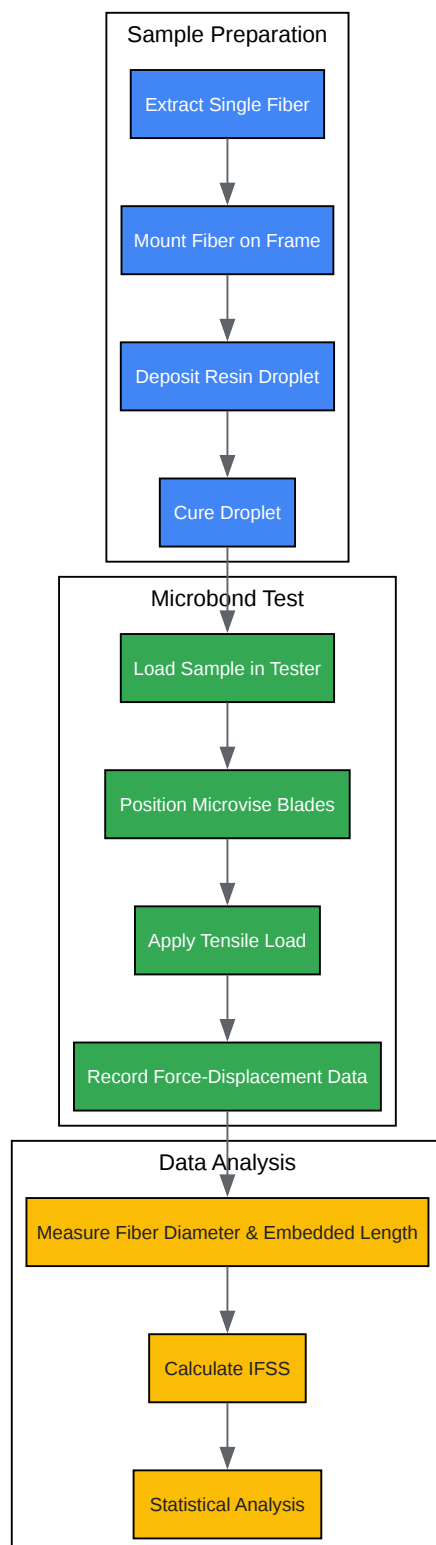 Sample Preparation
Extract Single Fiber
Mount Fiber on Frame
Deposit Resin Droplet
Cure Droplet
Microbond Test
Load Sample in Tester
Position Microvise Blades
Apply Tensile Load
Record Force-Displacement Data
Data Analysis
Measure Fiber Diameter & Embedded Length
Calculate IFSS
Statistical Analysis